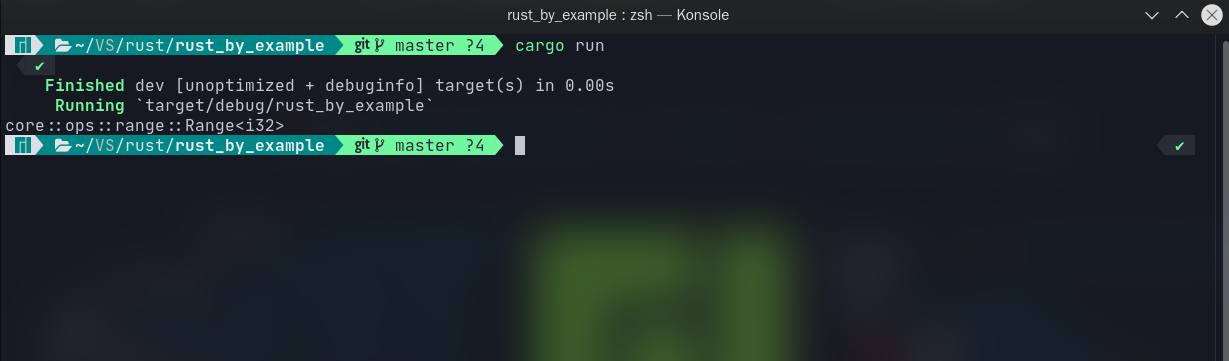 rust_by_example : zsh — Konsole
~/VS/rust/rust_by_example git master ?4 cargo run
✔
Finished dev [unoptimized + debuginfo] target(s) in 0.00s
Running `target/debug/rust_by_example`
core::ops::range::Range<i32>
~/VS/rust/rust_by_example git master ?4 ✔